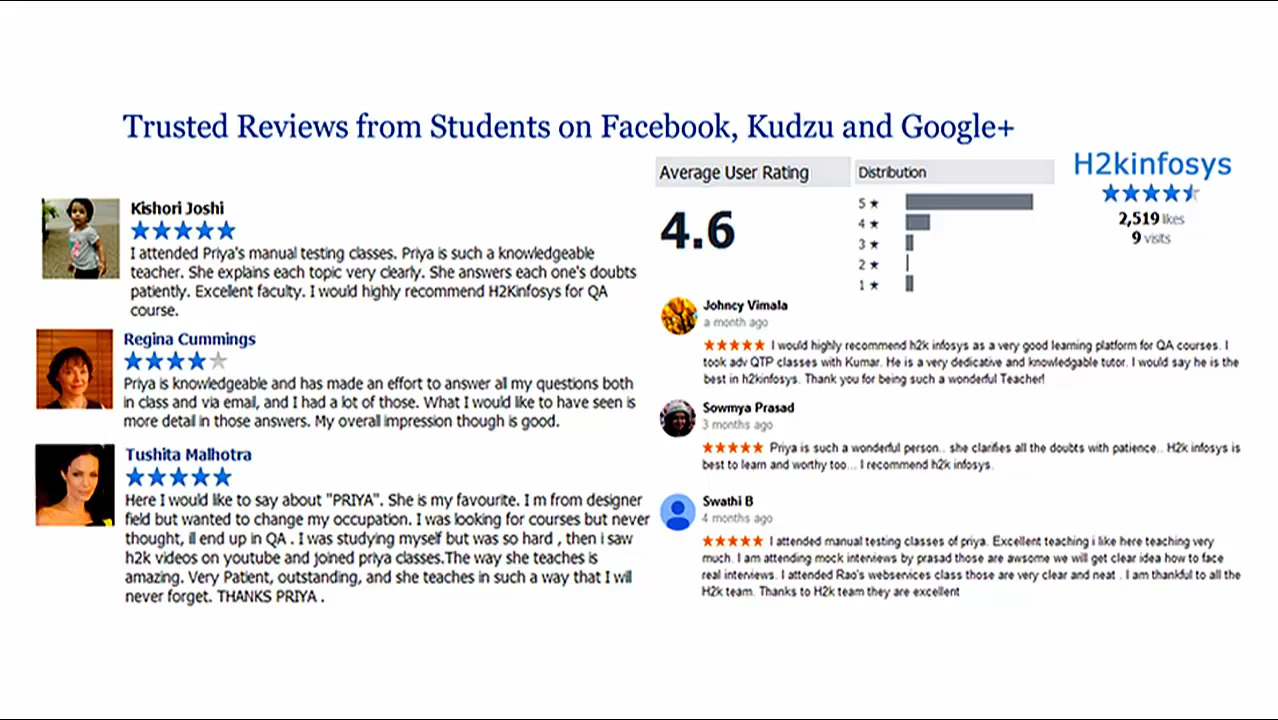 Trusted Reviews from Students on Facebook, Kudzu and Google+
Kishori Joshi
I attended Priya's manual testing classes. Priya is such a knowledgeable
teacher. She explains each topic very clearly. She answers each one's doubts
patiently. Excellent faculty. I would highly recommend H2Kinfosys for QA
course.
Regina Cummings
Priya is knowledgeable and has made an effort to answer all my questions both
in class and via email, and I had a lot of those. What I would like to have seen is
more detail in those answers. My overall impression though is good.
Tushita Malhotra
Here I would like to say about "PRIYA". She is my favourite. I m from designer
field but wanted to change my occupation. I was looking for courses but never
thought, ill end up in QA . I was studying myself but was so hard , then i saw
h2k videos on youtube and joined priya classes.The way she teaches is
amazing. Very Patient, outstanding, and she teaches in such a way that I will
never forget. THANKS PRIYA .
Average User Rating
4.6
Distribution
5 ★
4 ★
3 ★
2 ★
1 ★
H2kinfosys
2,519 likes
9 visits
Johncy Vimala
a month ago
I would highly recommend h2k infosys as a very good learning platform for QA courses. I
took adv QTP classes with Kumar. He is a very dedicative and knowledgable tutor. I would say he is the
best in h2kinfosys. Thank you for being such a wonderful Teacher!
Sowmya Prasad
3 months ago
Priya is such a wonderful person.. she clarifies all the doubts with patience.. H2k infosys is
best to learn and worthy too... I recommend h2k infosys.
Swathi B
4 months ago
I attended manual testing classes of priya. Excellent teaching i like here teaching very
much. I am attending mock interviews by prasad those are awsome we will get clear idea how to face
real interviews. I attended Rao's webservices class those are very clear and neat . I am thankful to all the
H2k team. Thanks to H2k team they are excellent